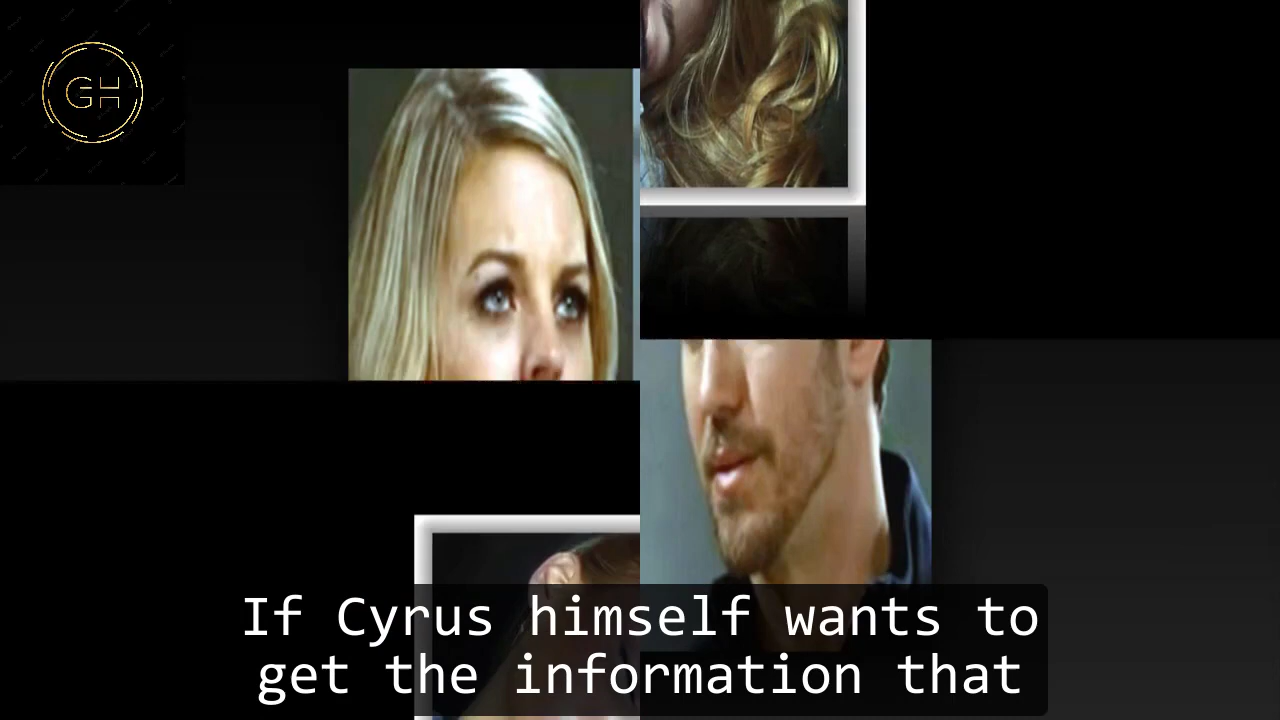 GH
If Cyrus himself wants to
get the information that